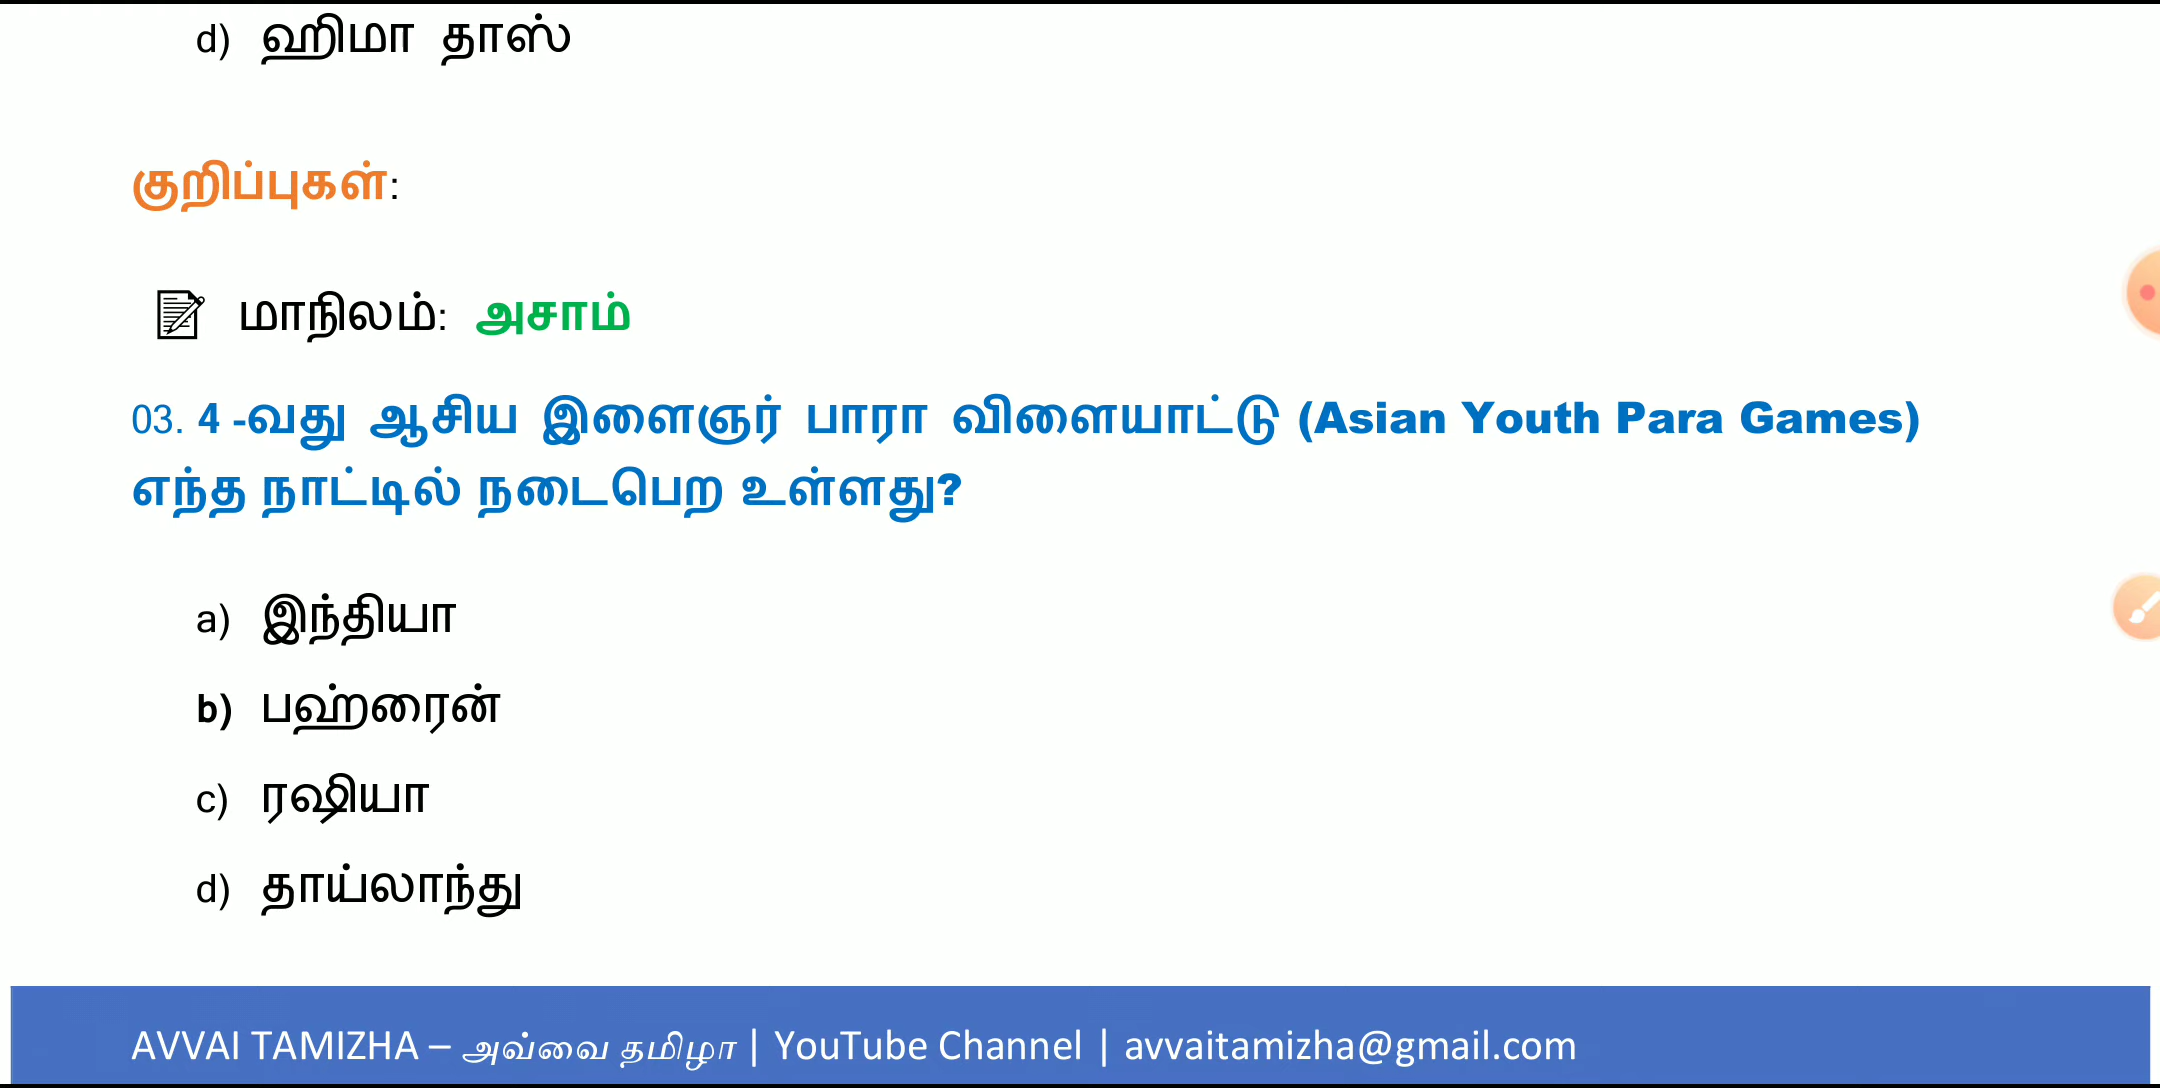 d) ஹிமா தாஸ்
குறிப்புகள்:
மாநிலம்: அசாம்
03. 4 -வது ஆசிய இளைஞர் பாரா விளையாட்டு (Asian Youth Para Games)
எந்த நாட்டில் நடைபெற உள்ளது?
a) இந்தியா
b) பஹ்ரைன்
c) ரஷியா
d) தாய்லாந்து
AVVAI TAMIZHA – அவ்வை தமிழா | YouTube Channel | avvaitamizha@gmail.com